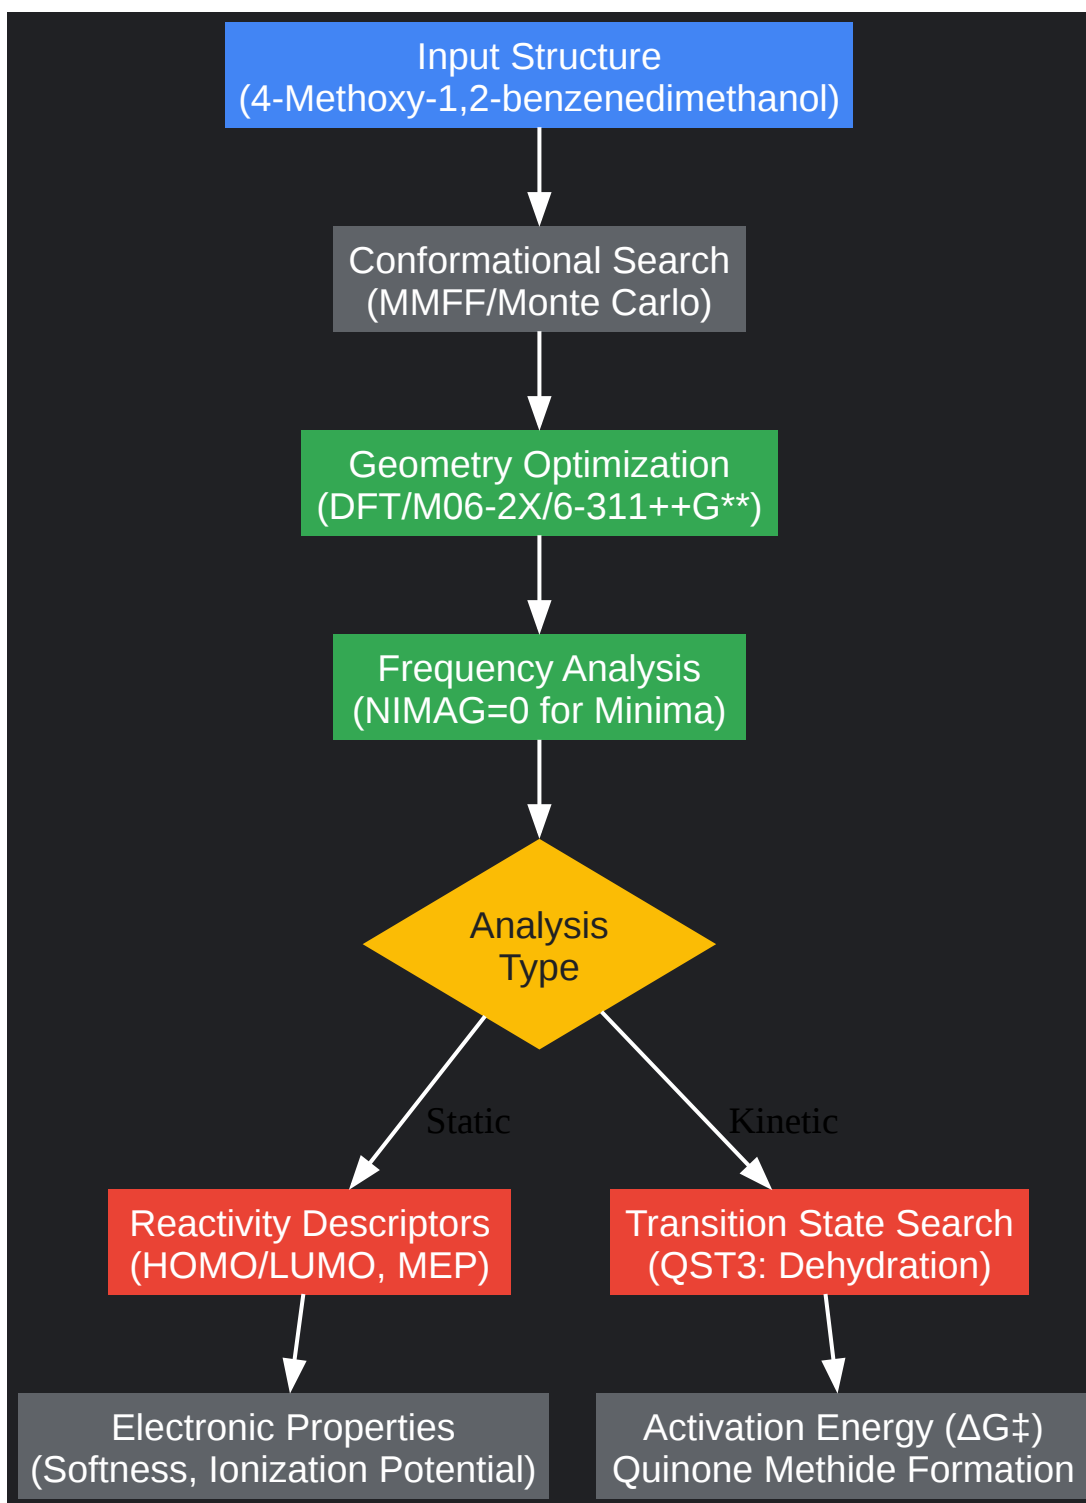 Input Structure
(4-Methoxy-1,2-benzenedimethanol)
Conformational Search
(MMFF/Monte Carlo)
Geometry Optimization
(DFT/M06-2X/6-311++G**)
Frequency Analysis
(NIMAG=0 for Minima)
Analysis
Type
Static
Kinetic
Reactivity Descriptors
(HOMO/LUMO, MEP)
Transition State Search
(QST3: Dehydration)
Electronic Properties
(Softness, Ionization Potential)
Activation Energy (ΔG‡)
Quinone Methide Formation